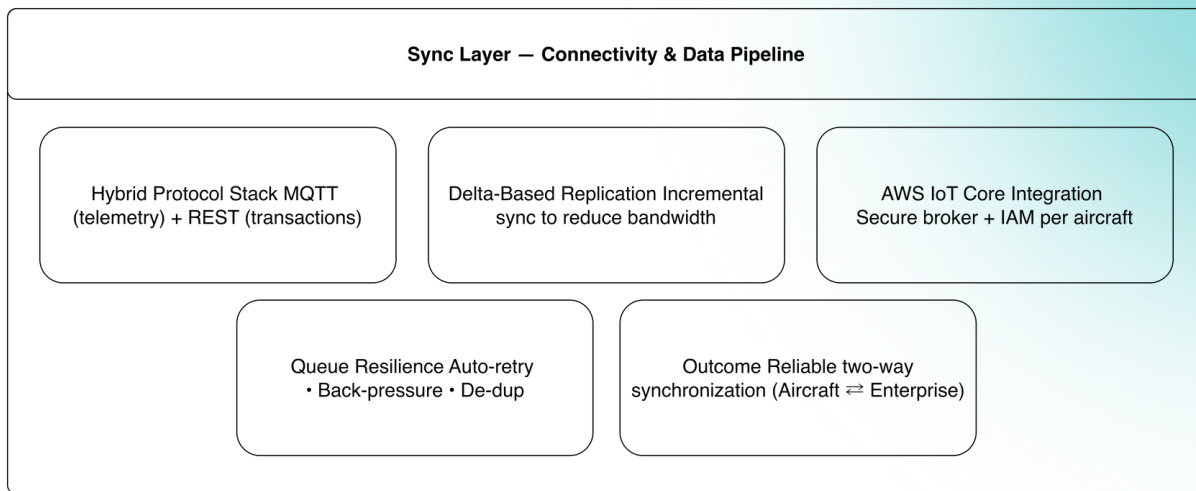 Sync Layer — Connectivity & Data Pipeline
Hybrid Protocol Stack MQTT
(telemetry) + REST (transactions)
Delta-Based Replication Incremental
sync to reduce bandwidth
AWS IoT Core Integration
Secure broker + IAM per aircraft
Queue Resilience Auto-retry
• Back-pressure • De-dup
Outcome Reliable two-way
synchronization (Aircraft ⇄ Enterprise)